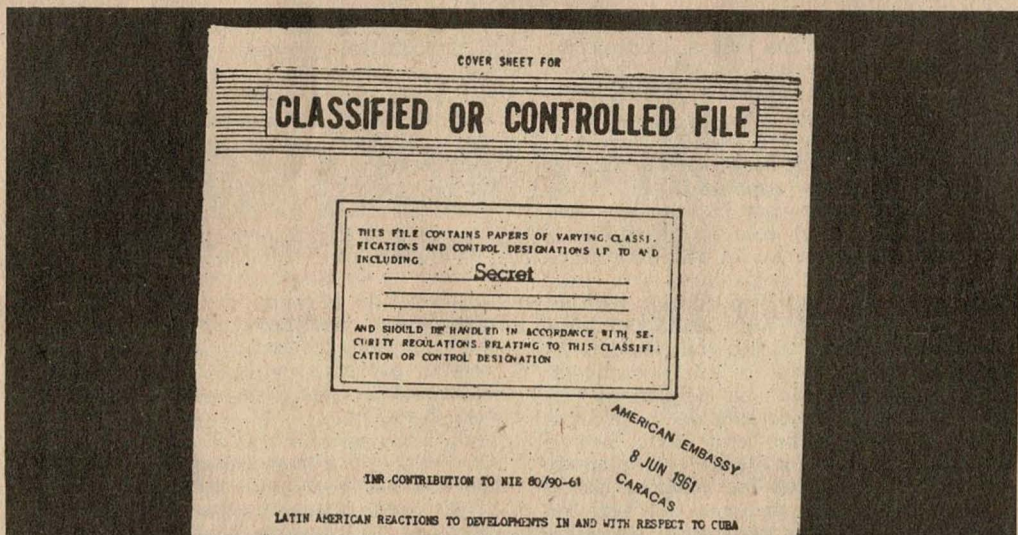 COVER SHEET FOR
CLASSIFIED OR CONTROLLED FILE
THIS FILE CONTAINS PAPERS OF VARYING CLASSI-
FICATIONS AND CONTROL DESIGNATIONS UP TO AND
INCLUDING
Secret
AND SHOULD BE HANDLED IN ACCORDANCE WITH SE-
CURITY REGULATIONS RELATING TO THIS CLASSIFI-
CATION OR CONTROL DESIGNATION
AMERICAN EMBASSY
8 JUN 1961
CARACAS
INR-CONTRIBUTION TO NIE 80/90-61
LATIN AMERICAN REACTIONS TO DEVELOPMENTS IN AND WITH RESPECT TO CUBA